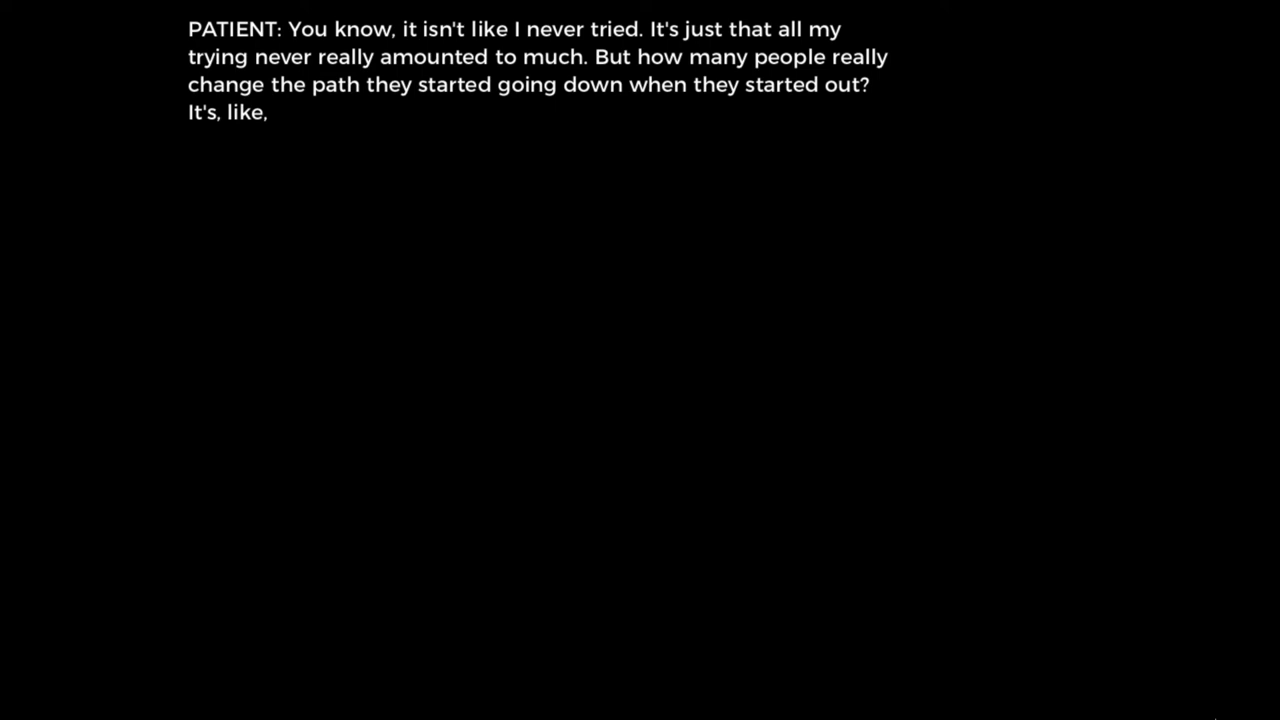 PATIENT: You know, it isn't like I never tried. It's just that all my
trying never really amounted to much. But how many people really
change the path they started going down when they started out?
It's, like,